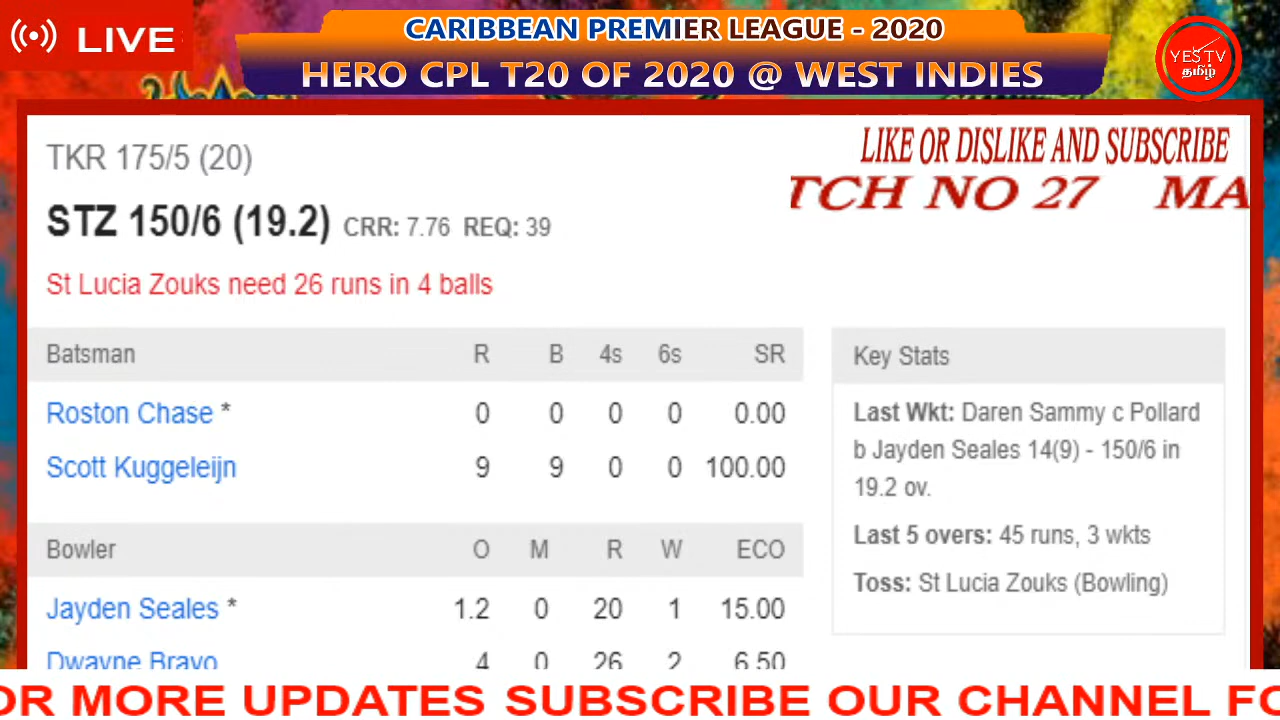 LIVE
CARIBBEAN PREMIER LEAGUE - 2020
HERO CPL T20 OF 2020 @ WEST INDIES
YES TV
தமிழ்
TKR 175/5 (20)
LIKE OR DISLIKE AND SUBSCRIBE
TCH NO 27 MA
STZ 150/6 (19.2) CRR: 7.76 REQ: 39
St Lucia Zouks need 26 runs in 4 balls
Batsman R B 4s 6s SR
Roston Chase * 0 0 0 0 0.00
Scott Kuggeleijn 9 9 0 0 100.00
Bowler O M R W ECO
Jayden Seales * 1.2 0 20 1 15.00
Dwayne Bravo 4 0 26 2 6.50
Key Stats
Last Wkt: Daren Sammy c Pollard
b Jayden Seales 14(9) - 150/6 in
19.2 ov.
Last 5 overs: 45 runs, 3 wkts
Toss: St Lucia Zouks (Bowling)
OR MORE UPDATES SUBSCRIBE OUR CHANNEL FO